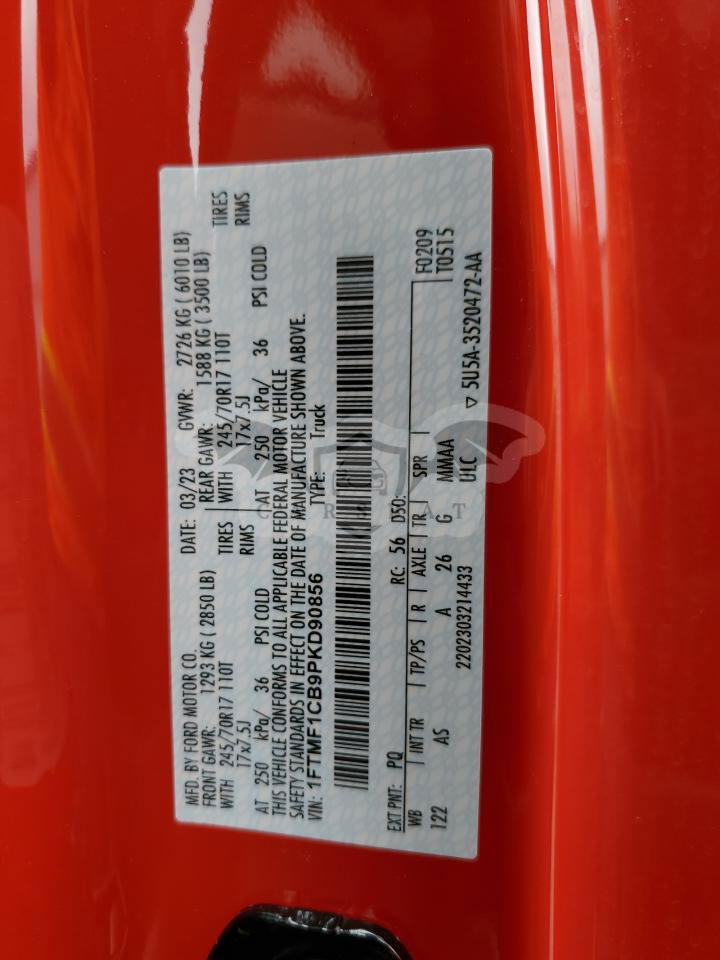 MFD. BY FORD MOTOR CO.
DATE: 03/23 GVWR: 2726 KG ( 6010 LB)
FRONT GAWR: 1293 KG ( 2850 LB) REAR GAWR: 1588 KG ( 3500 LB)
WITH 245/70R17 110T TIRES WITH 245/70R17 110T TIRES
17x7.5J RIMS 17x7.5J RIMS
AT 250 kPa/ 36 PSI COLD AT 250 kPa/ 36 PSI COLD
THIS VEHICLE CONFORMS TO ALL APPLICABLE FEDERAL MOTOR VEHICLE
SAFETY STANDARDS IN EFFECT ON THE DATE OF MANUFACTURE SHOWN ABOVE.
VIN: 1FTMF1CB9PKD90856 TYPE: Truck
EXT PNT: PQ RC: 56 DSO: F0209
WB INT TR TP/PS R AXLE TR SPR T0515
122 AS A 26 G MMAA
2202303214433 ULC ▽ 5U5A-3520472-AA